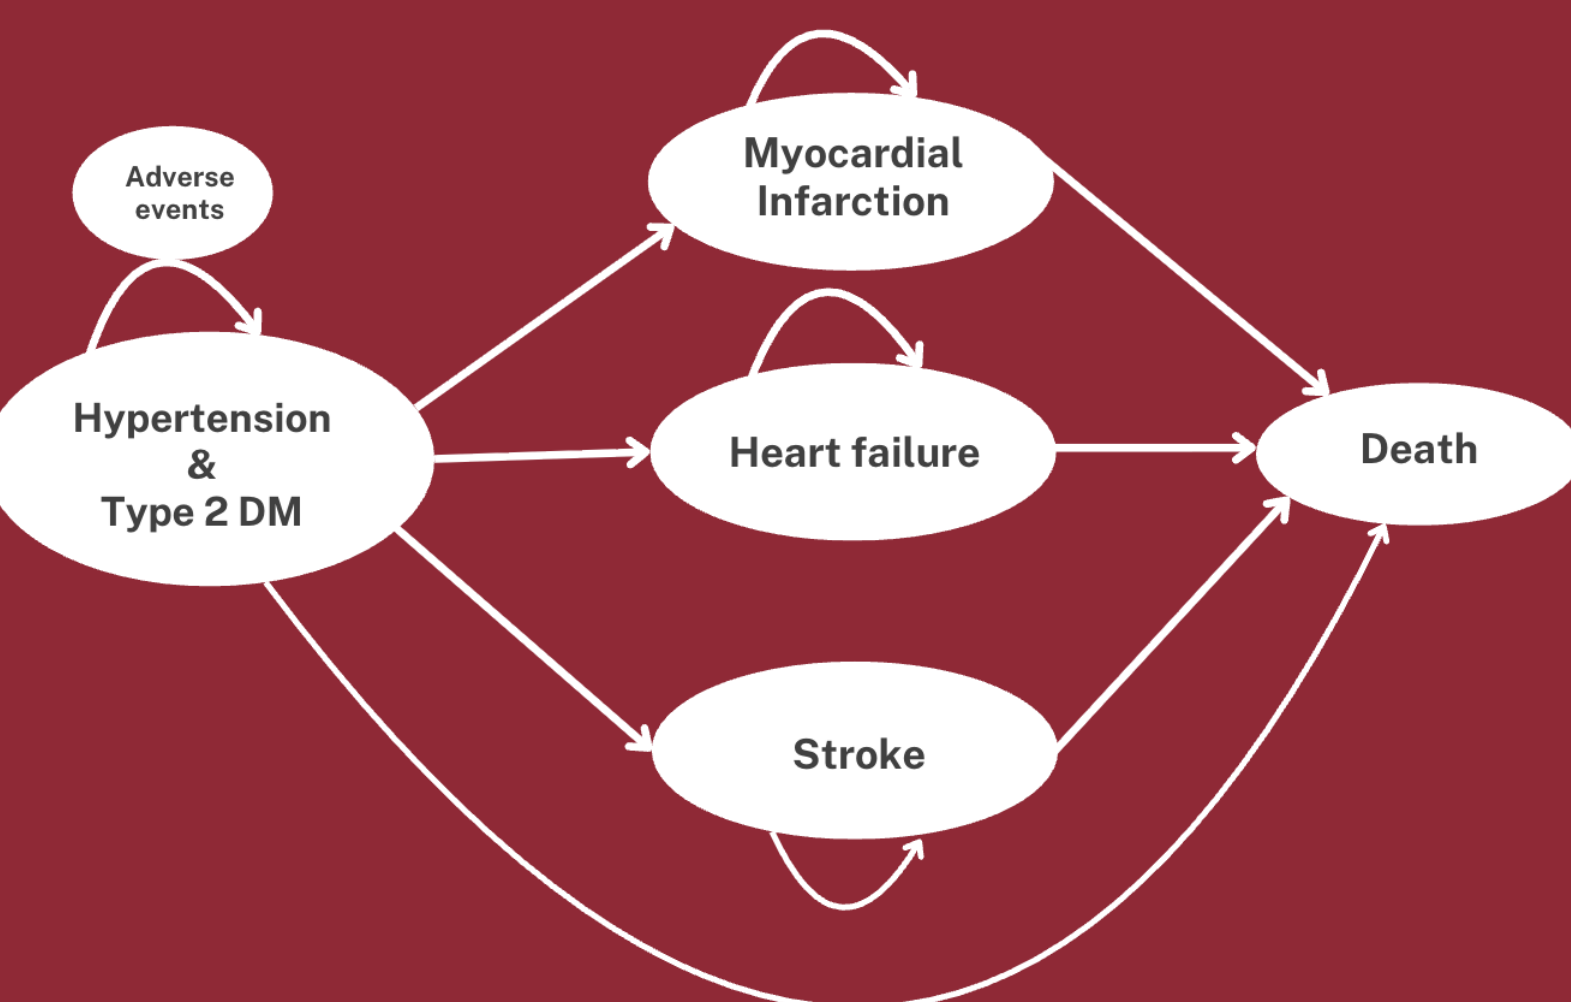 Adverse
events
Hypertension
&
Type 2 DM
Myocardial
Infarction
Heart failure
Stroke
Death